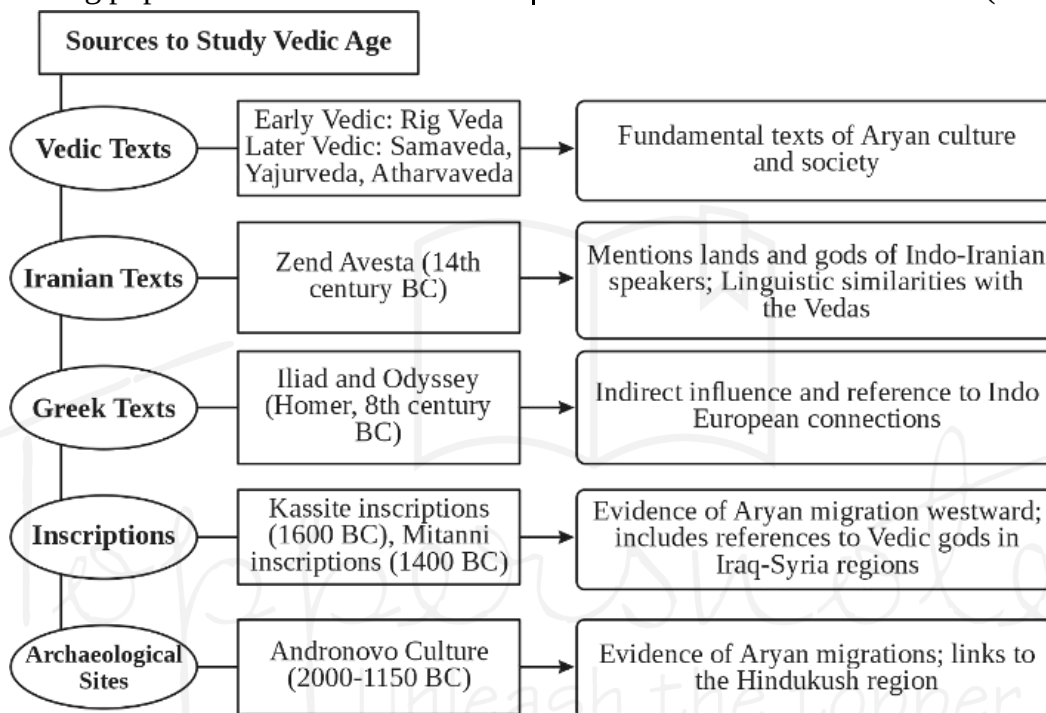 Sources to Study Vedic Age
Vedic Texts
Early Vedic: Rig Veda
Later Vedic: Samaveda,
Yajurveda, Atharvaveda
Fundamental texts of Aryan culture
and society
Iranian Texts
Zend Avesta (14th
century BC)
Mentions lands and gods of Indo-Iranian
speakers; Linguistic similarities with
the Vedas
Greek Texts
Iliad and Odyssey
(Homer, 8th century
BC)
Indirect influence and reference to Indo
European connections
Inscriptions
Kassite inscriptions
(1600 BC), Mitanni
inscriptions (1400 BC)
Evidence of Aryan migration westward;
includes references to Vedic gods in
Iraq-Syria regions
Archaeological
Sites
Andronovo Culture
(2000-1150 BC)
Evidence of Aryan migrations; links to
the Hindukush region
Toppersnotes
Unleash the topper